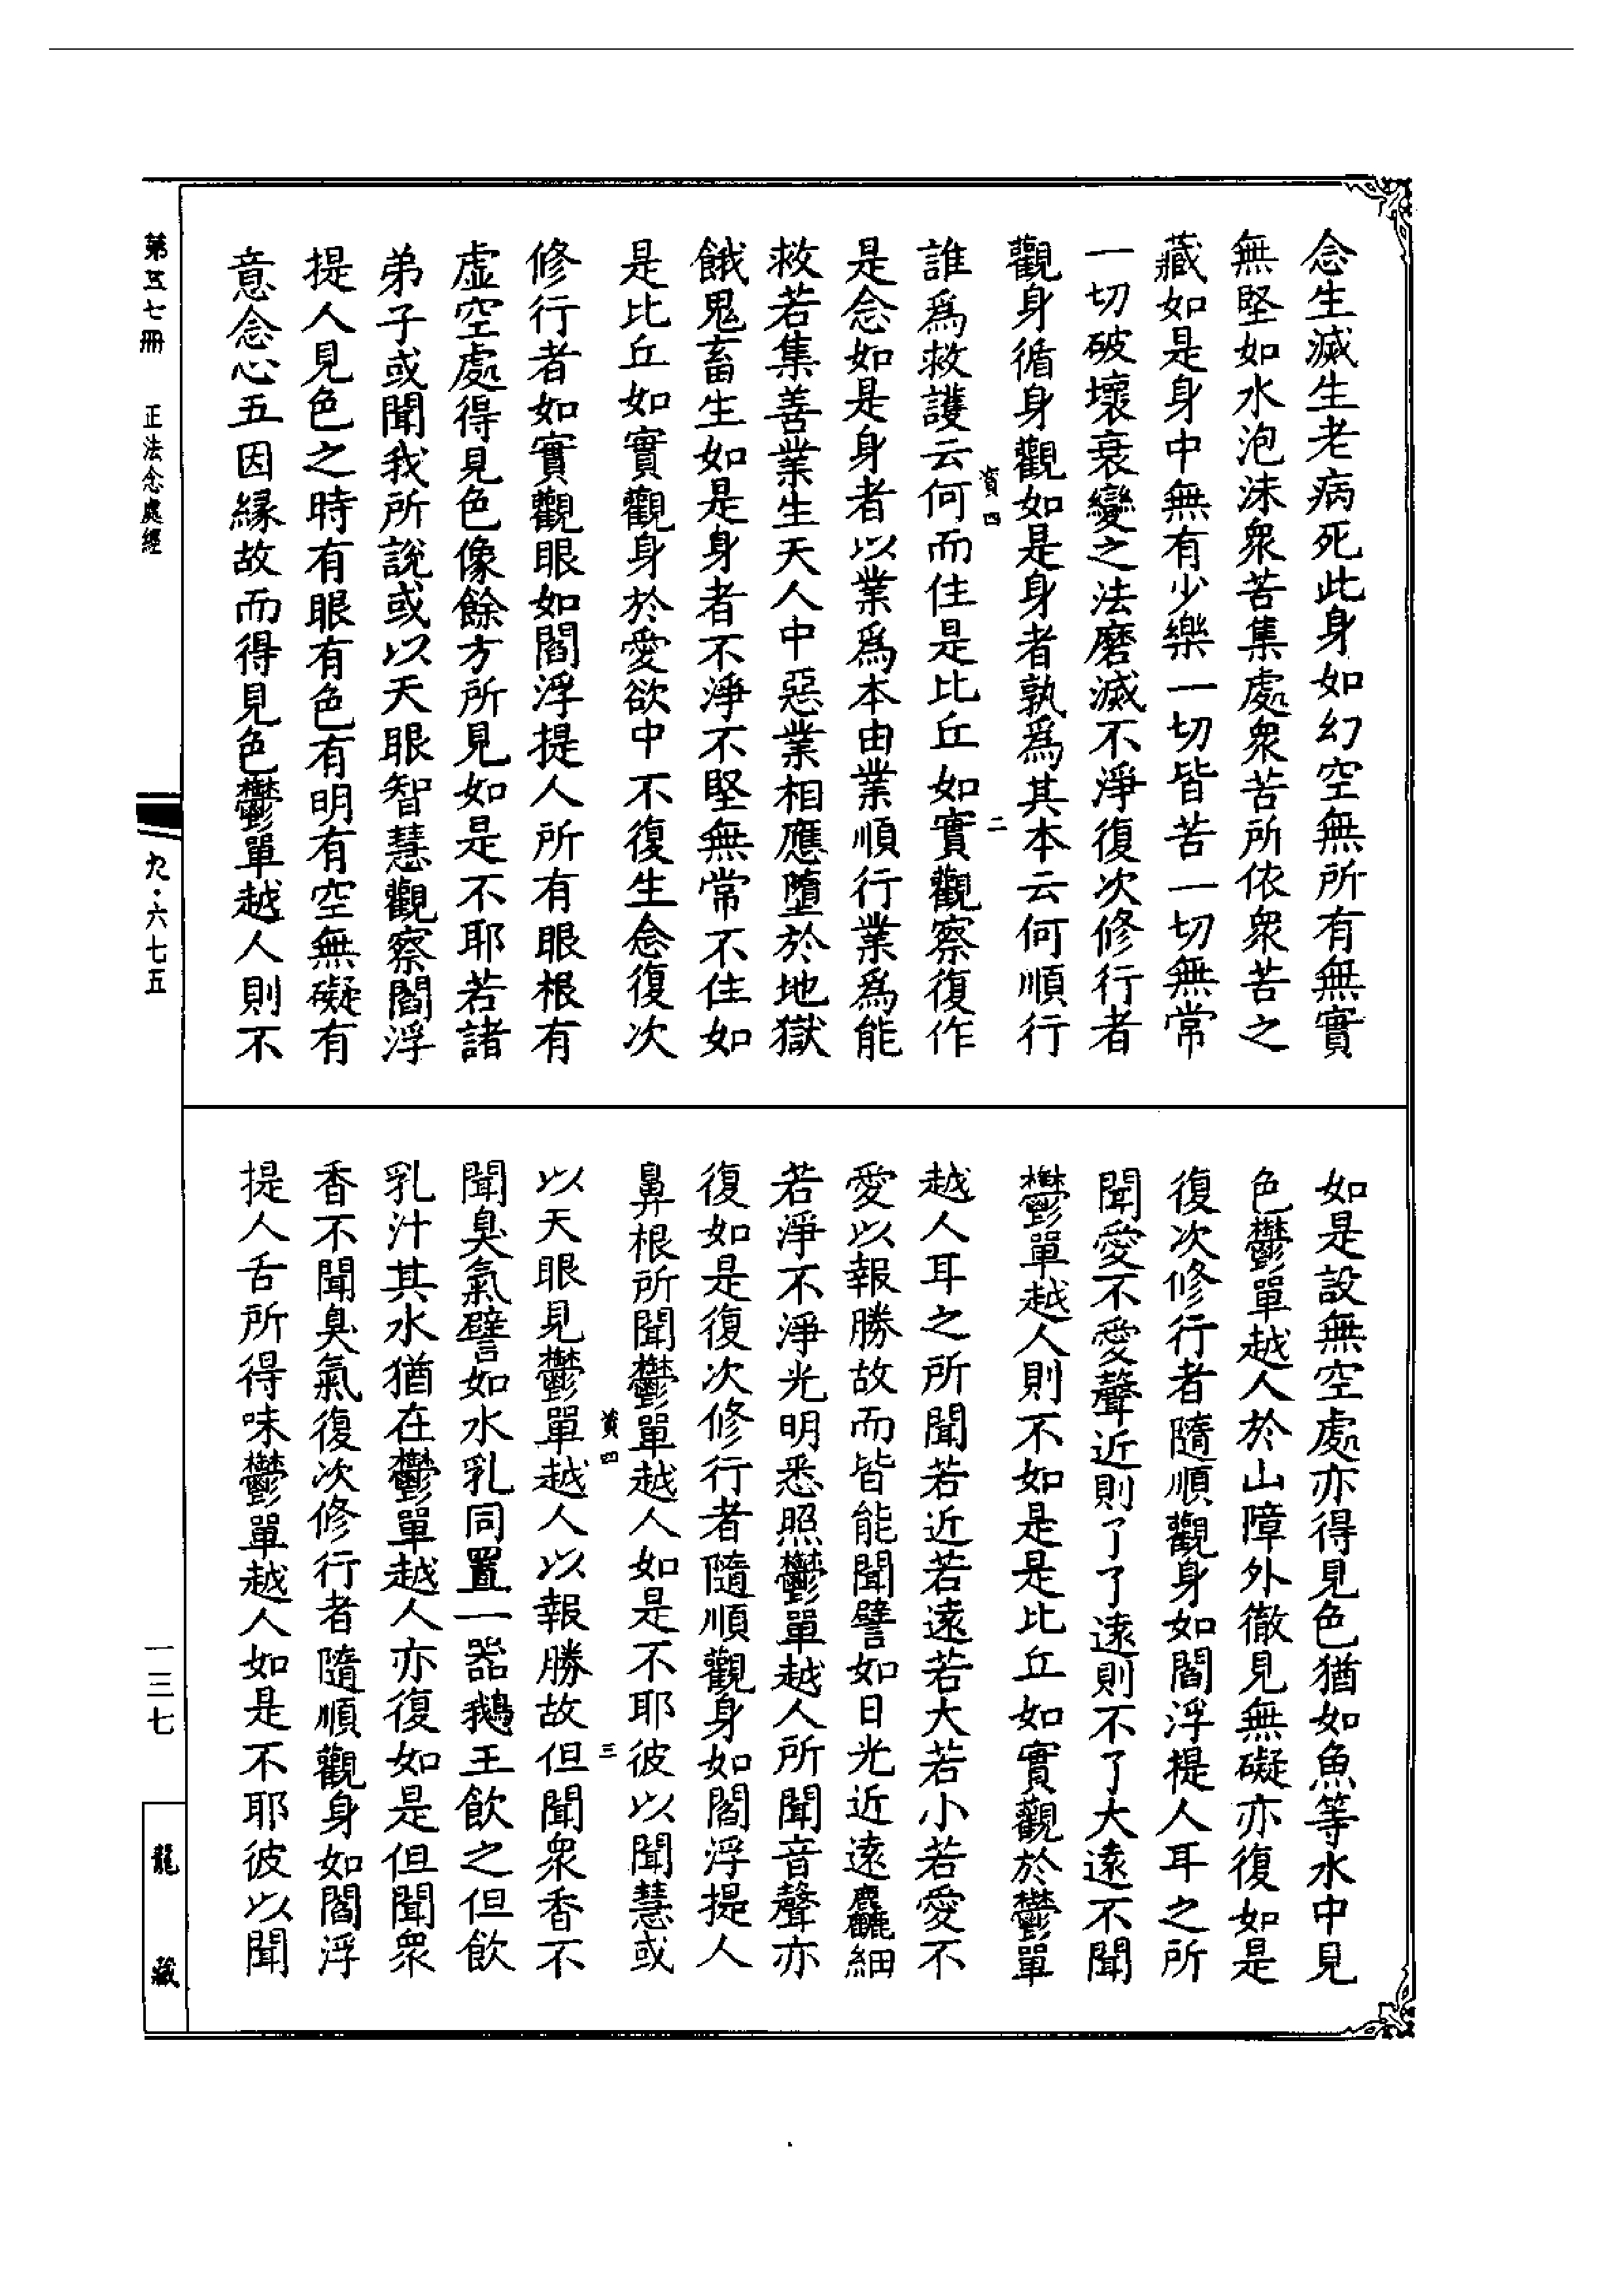 念生滅生老病死此身如幻空無所有無實
無堅如水泡沫衆苦集處衆苦所依衆苦之
藏如是身中無有少樂一切皆苦一切無常
一切破壞衰變之法磨滅不淨復次修行者
觀身循身觀如是身者孰爲其本云何順行
資四
二
誰爲救護云何而住是比丘如實觀察復作
是念如是身者以業爲本由業順行業爲能
救若集善業生天人中惡業相應墮於地獄
餓鬼畜生如是身者不淨不堅無常不住如
是比丘如實觀身於愛欲中不復生念復次
修行者如實觀眼如閻浮提人所有眼根有
虛空處得見色像餘方所見如是不耶若諸
弟子或聞我所說或以天眼智慧觀察閻浮
提人見色之時有眼有色有明有空無礙有
意念心五因緣故而得見色鬱單越人則不
如是設無空處亦得見色猶如魚等水中見
色鬱單越人於山障外徹見無礙亦復如是
復次修行者隨順觀身如閻浮提人耳之所
聞愛不愛聲近則了了遠則不了大遠不聞
鬱單越人則不如是是比丘如實觀於鬱單
越人耳之所聞若近若遠若大若小若愛不
愛以報勝故而皆能聞譬如日光近遠麤細
若淨不淨光明悉照鬱單越人所聞音聲亦
復如是復次修行者隨順觀身如閻浮提人
鼻根所聞鬱單越人如是不耶彼以聞慧或
資四
三
以天眼見鬱單越人以報勝故但聞衆香不
聞臭氣譬如水乳同置一器鵝王飲之但飲
乳汁其水猶在鬱單越人亦復如是但聞衆
香不聞臭氣復次修行者隨順觀身如閻浮
提人舌所得味鬱單越人如是不耶彼以聞
第五七冊 正法念處經
九·六七五
一三七
龍藏